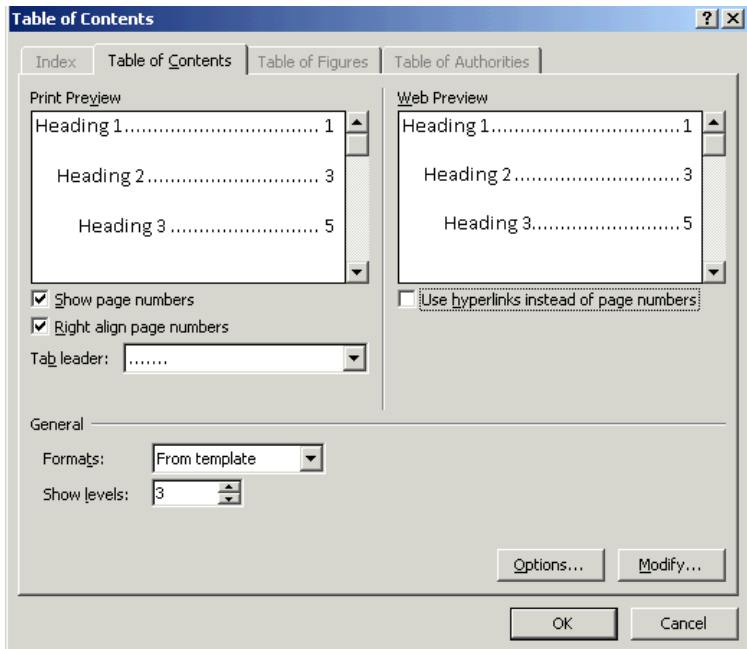 Table of Contents
Index Table of Contents Table of Figures Table of Authorities
Print Preview
Heading 1........................... 1
Heading 2........................ 3
Heading 3 ..................... 5
Show page numbers
Right align page numbers
Tab leader: .......
Web Preview
Heading 1...........................1
Heading 2........................3
Heading 3.....................5
Use hyperlinks instead of page numbers
General
Formats: From template
Show levels: 3
Options... Modify...
OK Cancel